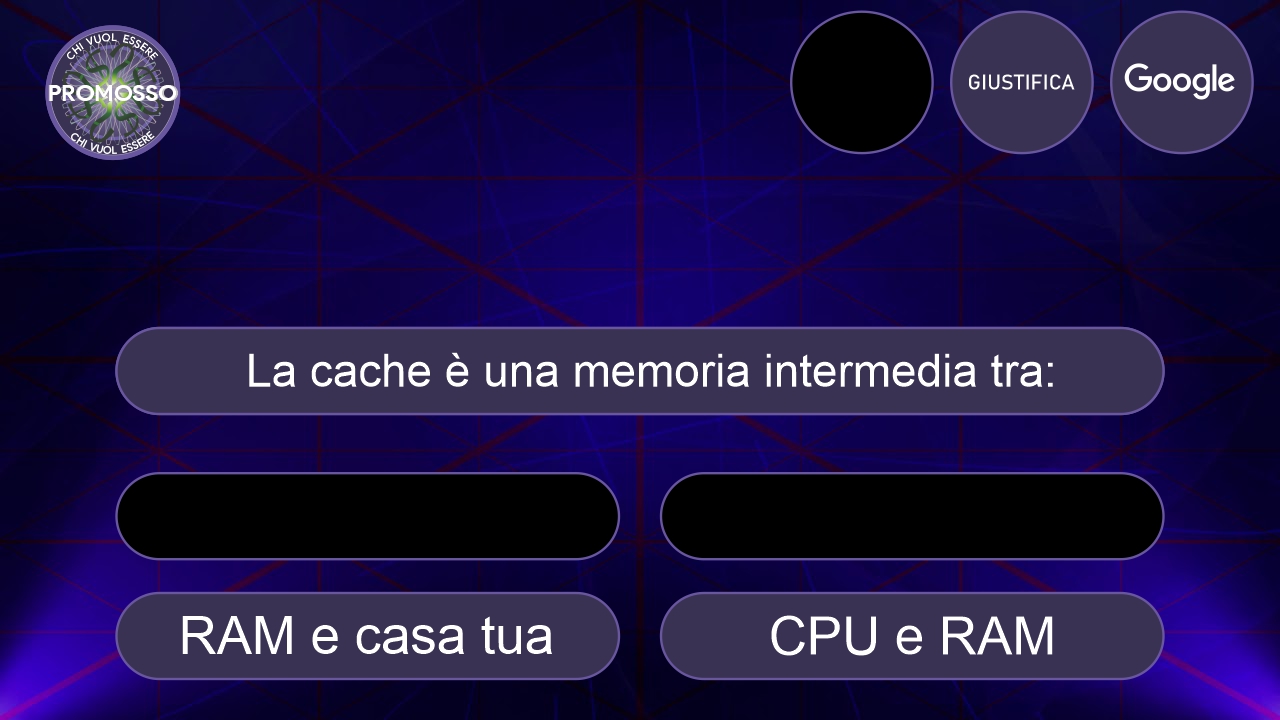 CHI VUOL ESSERE
PROMOSSO
CHI VUOL ESSERE
GIUSTIFICA
Google
La cache è una memoria intermedia tra:
RAM e casa tua
CPU e RAM